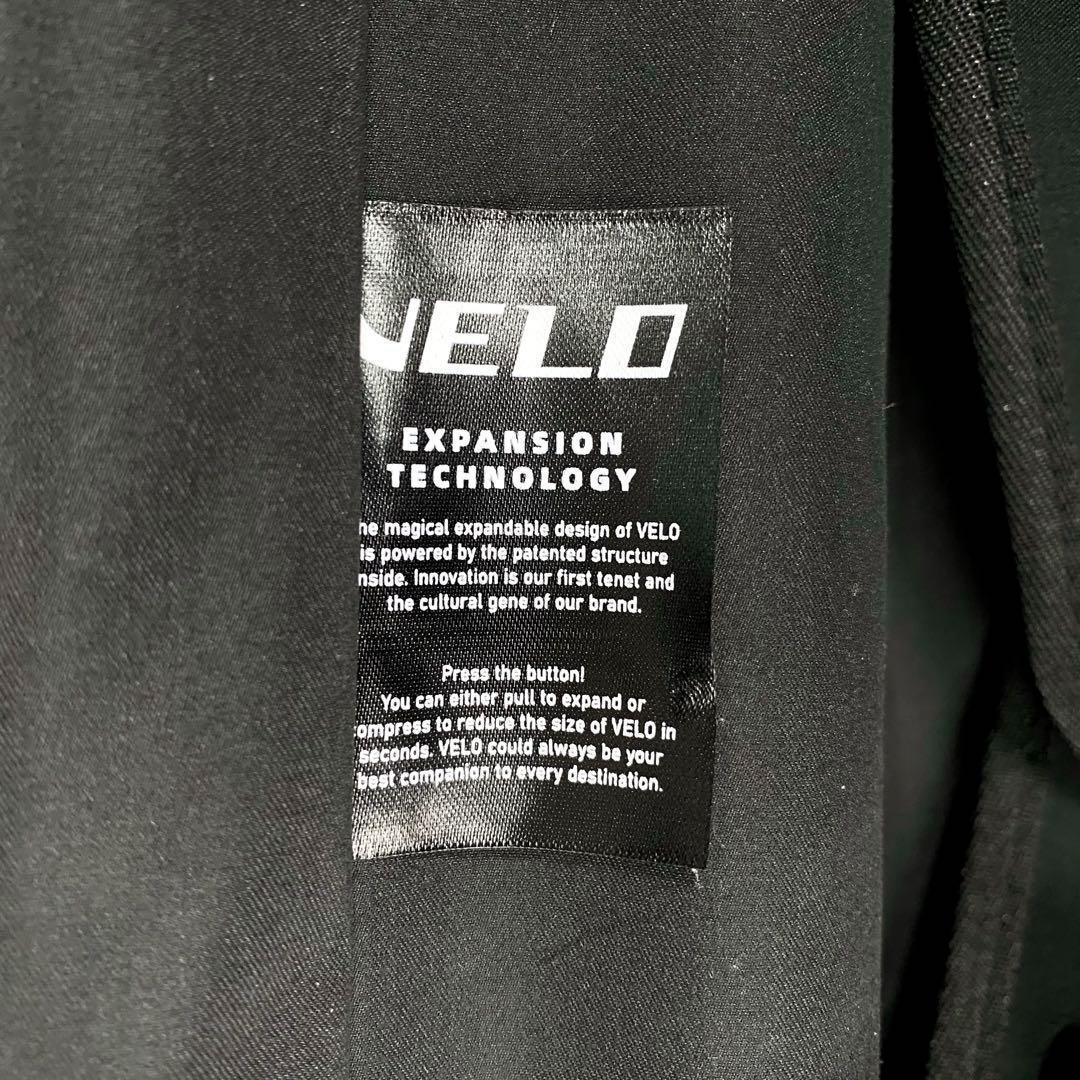 VELO
EXPANSION
TECHNOLOGY
he magical expandable design of VELO
is powered by the patented structure
nside. Innovation is our first tenet and
the cultural gene of our brand.
Press the button!
You can either pull to expand or
ompress to reduce the size of VELO in
seconds. VELO could always be your
best companion to every destination.